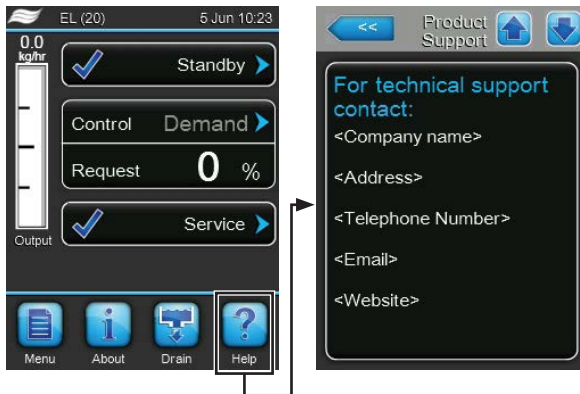 EL (20) 5 Jun 10:23
0.0
kg/hr
Standby
Control Demand
Request 0 %
Service
Output
Menu About Drain Help
<< Product
Support
For technical support
contact:
<Company name>
<Address>
<Telephone Number>
<Email>
<Website>